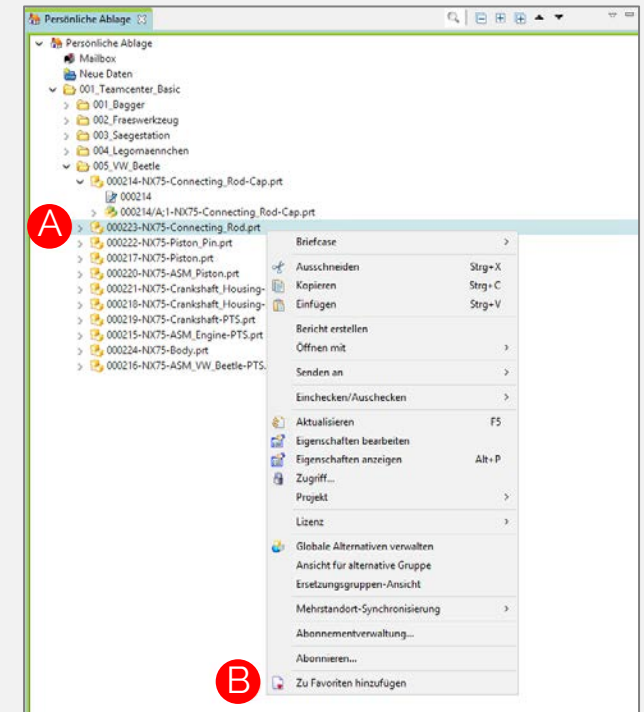 Persönliche Ablage
Persönliche Ablage
Mailbox
Neue Daten
001_Teamcenter_Basic
001_Bagger
002_Fraeswerkzeug
003_Saegestation
004_Legomaennchen
005_VW_Beetle
000214-NX75-Connecting_Rod-Cap.prt
000214
000214/A;1-NX75-Connecting_Rod-Cap.prt
A
000223-NX75-Connecting_Rod.prt
000222-NX75-Piston_Pin.prt
000217-NX75-Piston.prt
000220-NX75-ASM_Piston.prt
000221-NX75-Crankshaft_Housing-
000218-NX75-Crankshaft_Housing-
000219-NX75-Crankshaft-PTS.prt
000215-NX75-ASM_Engine-PTS.prt
000224-NX75-Body.prt
000216-NX75-ASM_VW_Beetle-PTS.
Briefcase
Ausschneiden Strg+X
Kopieren Strg+C
Einfügen Strg+V
Bericht erstellen
Öffnen mit
Senden an
Einchecken/Auschecken
Aktualisieren F5
Eigenschaften bearbeiten
Eigenschaften anzeigen Alt+P
Zugriff...
Projekt
Lizenz
Globale Alternativen verwalten
Ansicht für alternative Gruppe
Ersetzungsgruppen-Ansicht
Mehrstandort-Synchronisierung
Abonnementverwaltung...
Abonnieren...
B
Zu Favoriten hinzufügen